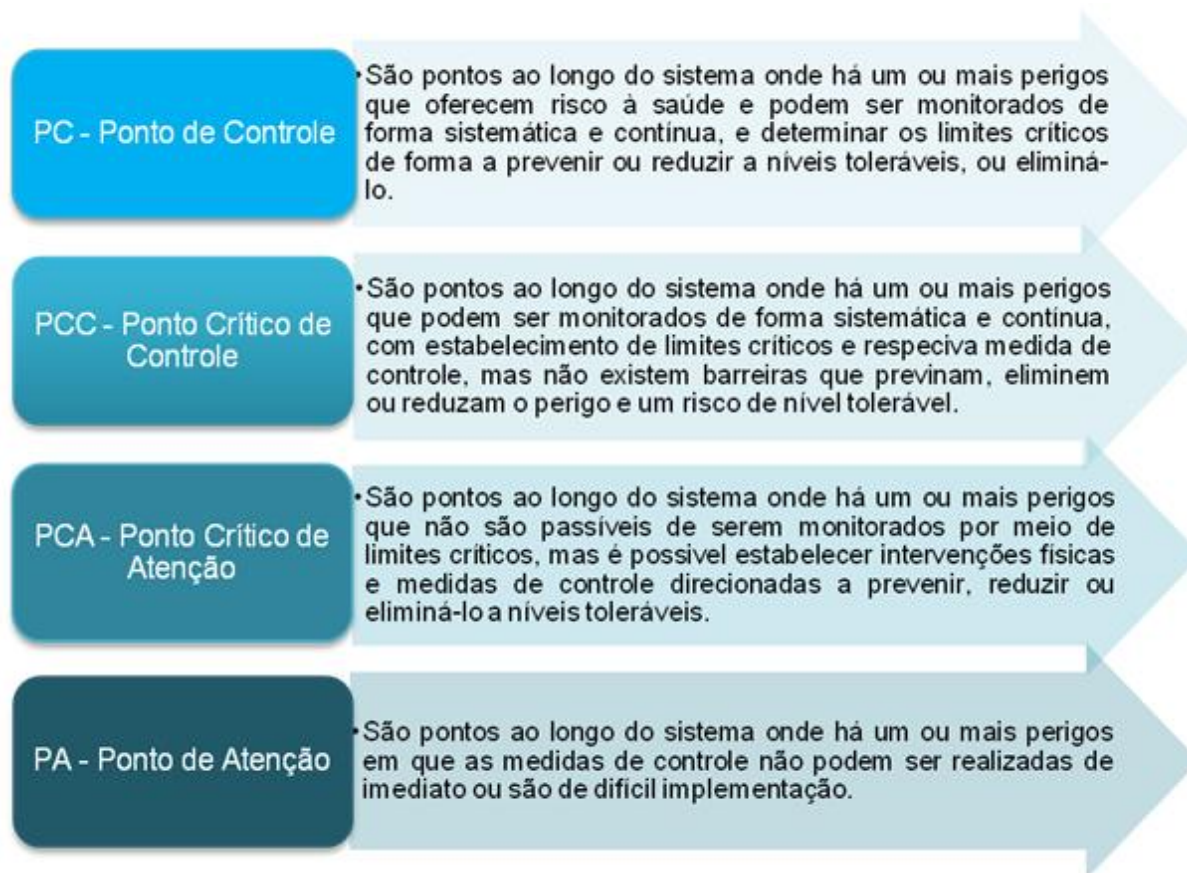 PC - Ponto de Controle
•São pontos ao longo do sistema onde há um ou mais perigos
que oferecem risco à saúde e podem ser monitorados de
forma sistemática e contínua, e determinar os limites críticos
de forma a prevenir ou reduzir a níveis toleráveis, ou eliminá-
lo.
PCC - Ponto Crítico de
Controle
•São pontos ao longo do sistema onde há um ou mais perigos
que podem ser monitorados de forma sistemática e contínua,
com estabelecimento de limites críticos e respeciva medida de
controle, mas não existem barreiras que previnam, eliminem
ou reduzam o perigo e um risco de nível tolerável.
PCA - Ponto Crítico de
Atenção
•São pontos ao longo do sistema onde há um ou mais perigos
que não são passíveis de serem monitorados por meio de
limites críticos, mas é possivel estabelecer intervenções físicas
e medidas de controle direcionadas a prevenir, reduzir ou
eliminá-lo a níveis toleráveis.
PA - Ponto de Atenção
•São pontos ao longo do sistema onde há um ou mais perigos
em que as medidas de controle não podem ser realizadas de
imediato ou são de difícil implementação.